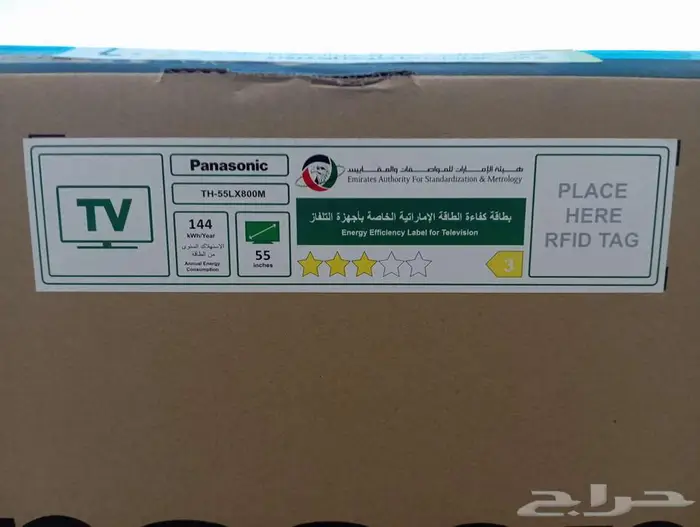 TV
Panasonic
TH-55LX800M
144
kWh/Year
الاستهلاك السنوي
من الطاقة
Annual Energy
Consumption
55
inches
هيئة الإمارات للمواصفات والمقاييس
Emirates Authority For Standardization & Metrology
بطاقة كفاءة الطاقة الإماراتية الخاصة بأجهزة التلفاز
Energy Efficiency Label for Television
3
PLACE
HERE
RFID TAG
حراج